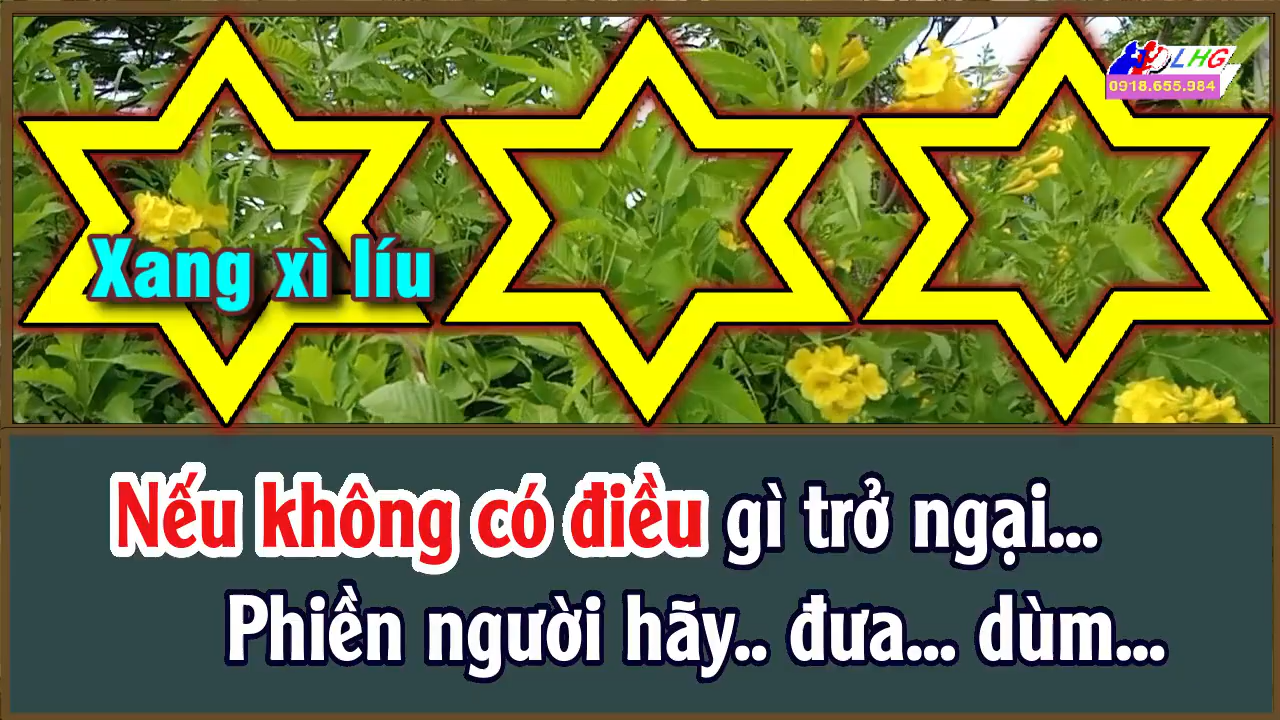 LHG
0918.655.984
Xang xì líu
Nếu không có điều gì trở ngại...
Phiền người hãy.. đưa... dùm...